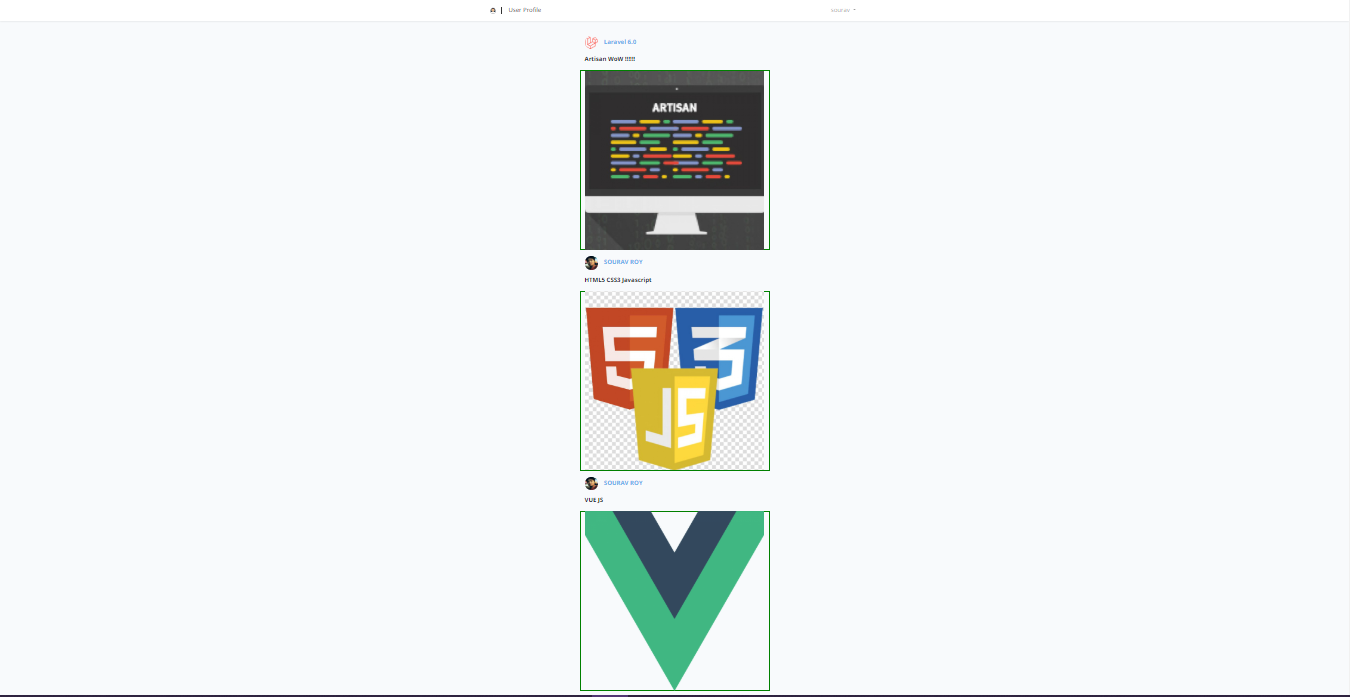 User Profile
sourav
Laravel 6.0
Artisan WoW !!!!!!
ARTISAN
SOURAV ROY
HTML5 CSS3 Javascript
5
3
JS
SOURAV ROY
VUE JS